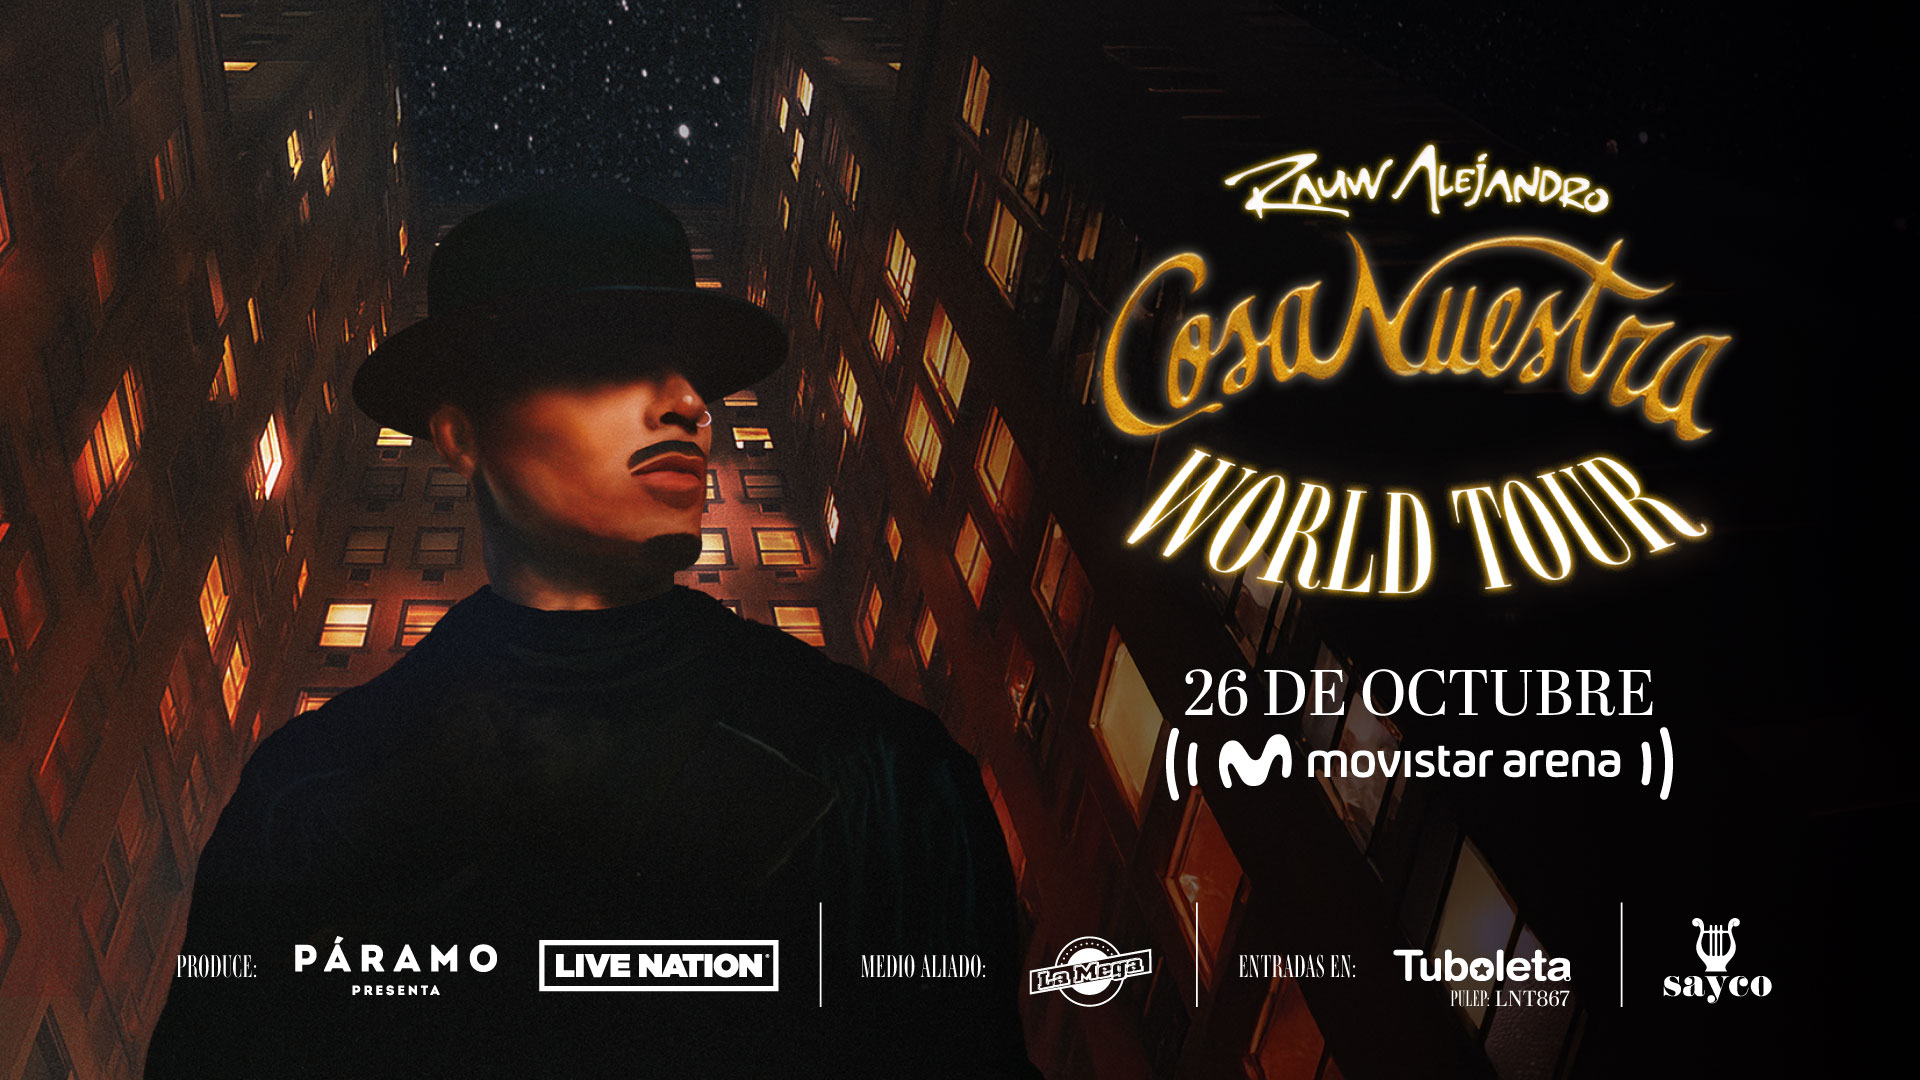 RAUW ALEJANDRO
Cosa Nuestra
WORLD TOUR
26 DE OCTUBRE
movistar arena
PRODUCE:
PÁRAMO
PRESENTA
LIVE NATION
MEDIO ALIADO:
La Mega
ENTRADAS EN:
Tuboleta
PULEP: LNT867
sayco